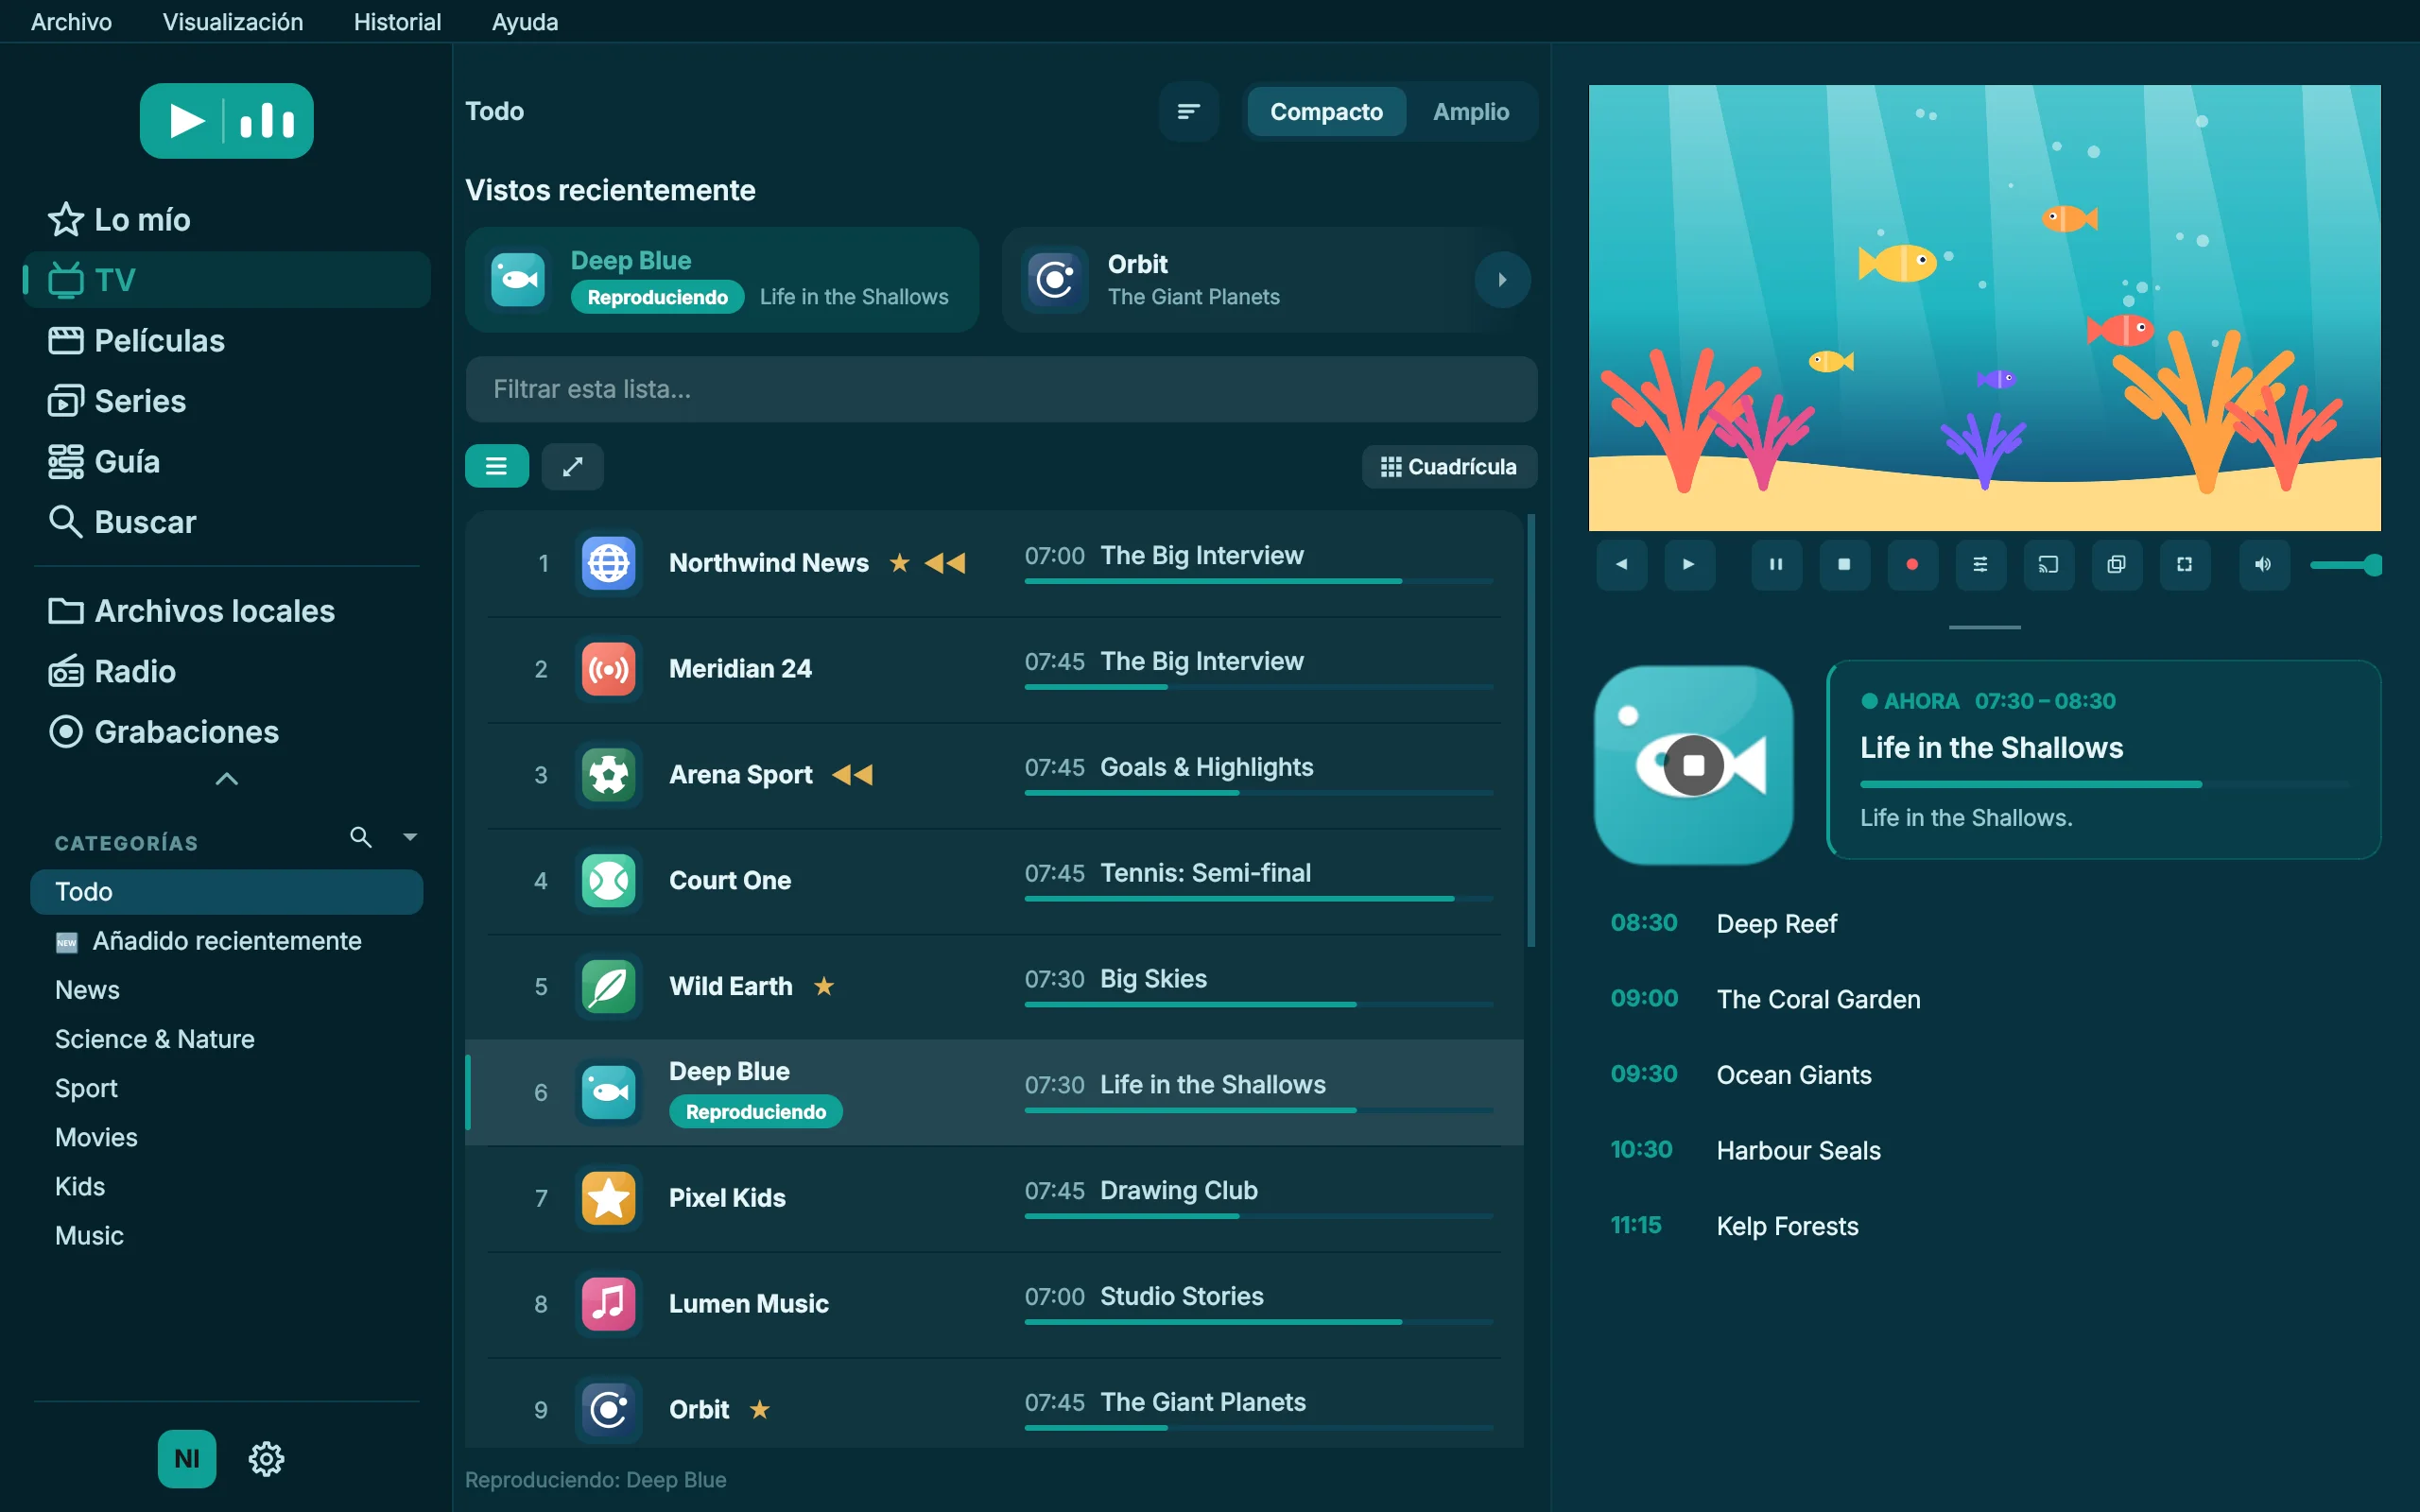 Archivo Visualización Historial Ayuda
Lo mío
TV
Películas
Series
Guía
Buscar
Archivos locales
Radio
Grabaciones
CATEGORÍAS
Todo
NEW Añadido recientemente
News
Science & Nature
Sport
Movies
Kids
Music
NI
Todo
Compacto Amplio
Vistos recientemente
Deep Blue
Reproduciendo Life in the Shallows
Orbit
The Giant Planets
Filtrar esta lista...
Cuadrícula
1 Northwind News 07:00 The Big Interview
2 Meridian 24 07:45 The Big Interview
3 Arena Sport 07:45 Goals & Highlights
4 Court One 07:45 Tennis: Semi-final
5 Wild Earth 07:30 Big Skies
6 Deep Blue 07:30 Life in the Shallows
Reproduciendo
7 Pixel Kids 07:45 Drawing Club
8 Lumen Music 07:00 Studio Stories
9 Orbit 07:45 The Giant Planets
Reproduciendo: Deep Blue
AHORA 07:30 – 08:30
Life in the Shallows
Life in the Shallows.
08:30 Deep Reef
09:00 The Coral Garden
09:30 Ocean Giants
10:30 Harbour Seals
11:15 Kelp Forests